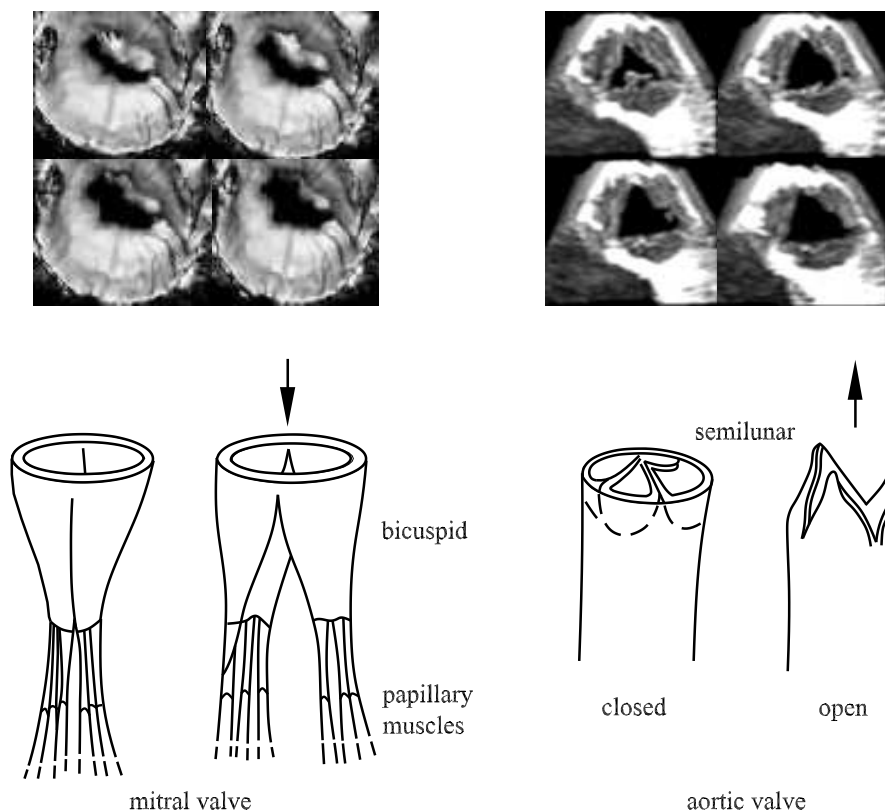 semilunar
bicuspid
papillary
muscles
closed
open
mitral valve
aortic valve